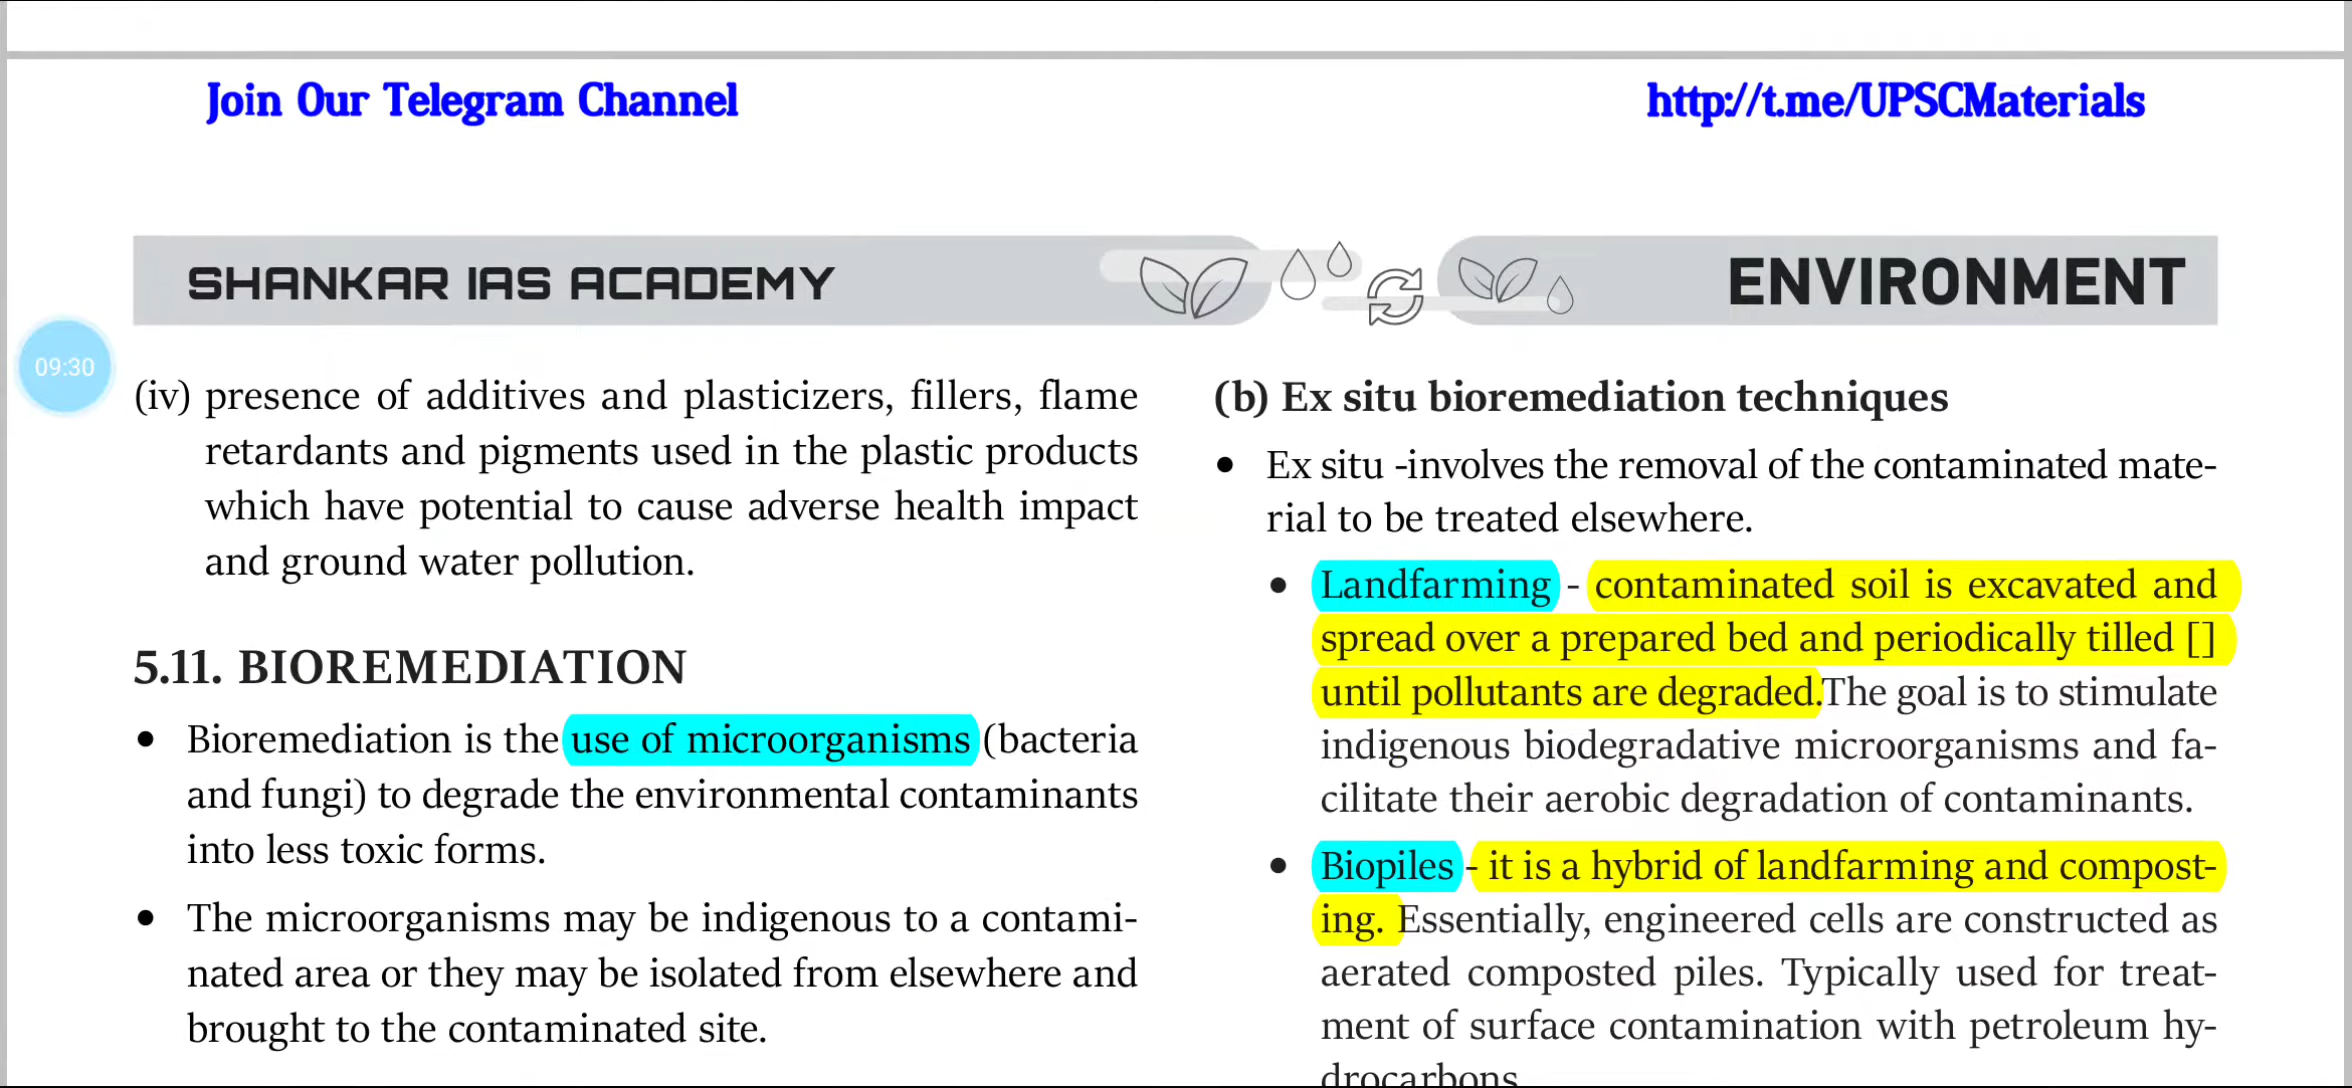 Join Our Telegram Channel
http://t.me/UPSCMaterials
SHANKAR IAS ACADEMY
ENVIRONMENT
09:30
(iv) presence of additives and plasticizers, fillers, flame
retardants and pigments used in the plastic products
which have potential to cause adverse health impact
and ground water pollution.
5.11. BIOREMEDIATION
• Bioremediation is the use of microorganisms (bacteria
and fungi) to degrade the environmental contaminants
into less toxic forms.
• The microorganisms may be indigenous to a contami-
nated area or they may be isolated from elsewhere and
brought to the contaminated site.
(b) Ex situ bioremediation techniques
• Ex situ -involves the removal of the contaminated mate-
rial to be treated elsewhere.
• Landfarming - contaminated soil is excavated and
spread over a prepared bed and periodically tilled []
until pollutants are degraded.The goal is to stimulate
indigenous biodegradative microorganisms and fa-
cilitate their aerobic degradation of contaminants.
• Biopiles - it is a hybrid of landfarming and compost-
ing. Essentially, engineered cells are constructed as
aerated composted piles. Typically used for treat-
ment of surface contamination with petroleum hy-
drocarbons